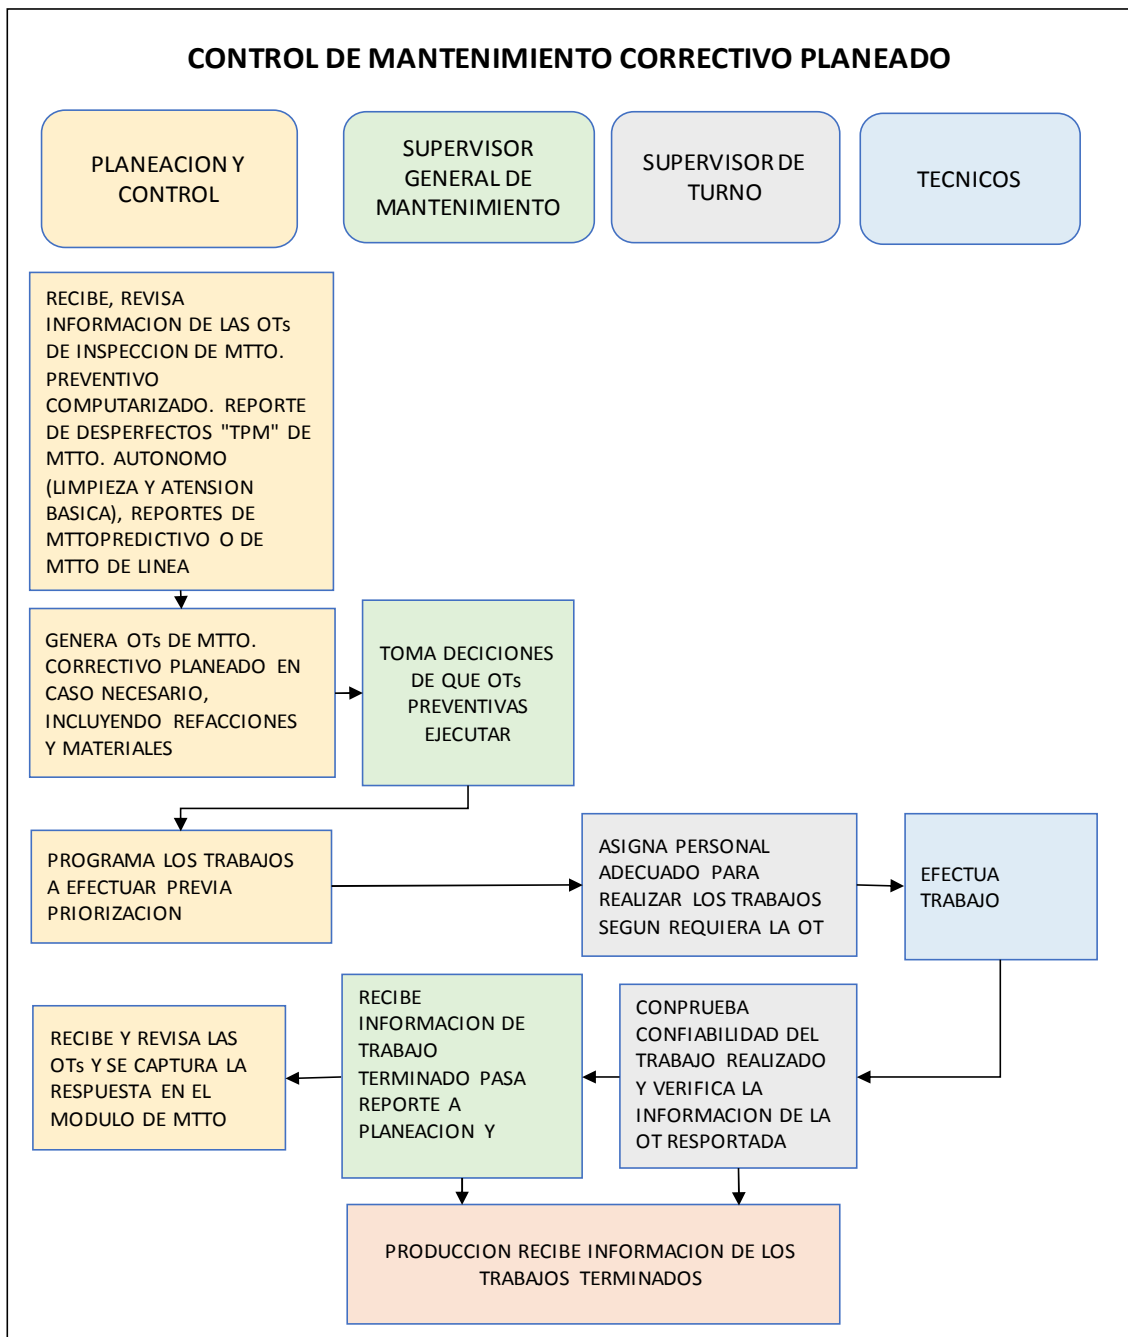 CONTROL DE MANTENIMIENTO CORRECTIVO PLANEADO
PLANEACION Y
CONTROL
SUPERVISOR
GENERAL DE
MANTENIMIENTO
SUPERVISOR DE
TURNO
TECNICOS
RECIBE, REVISA
INFORMACION DE LAS OTs
DE INSPECCION DE MTTO.
PREVENTIVO
COMPUTARIZADO. REPORTE
DE DESPERFECTOS "TPM" DE
MTTO. AUTONOMO
(LIMPIEZA Y ATENSION
BASICA), REPORTES DE
MTTOPREDICTIVO O DE
MTTO DE LINEA
GENERA OTs DE MTTO.
CORRECTIVO PLANEADO EN
CASO NECESARIO,
INCLUYENDO REFACCIONES
Y MATERIALES
TOMA DECICIONES
DE QUE OTs
PREVENTIVAS
EJECUTAR
PROGRAMA LOS TRABAJOS
A EFECTUAR PREVIA
PRIORIZACION
ASIGNA PERSONAL
ADECUADO PARA
REALIZAR LOS TRABAJOS
SEGUN REQUIERA LA OT
EFECTUA
TRABAJO
RECIBE Y REVISA LAS
OTs Y SE CAPTURA LA
RESPUESTA EN EL
MODULO DE MTTO
RECIBE
INFORMACION DE
TRABAJO
TERMINADO PASA
REPORTE A
PLANEACION Y
CONPRUEBA
CONFIABILIDAD DEL
TRABAJO REALIZADO
Y VERIFICA LA
INFORMACION DE LA
OT RESPORTADA
PRODUCCION RECIBE INFORMACION DE LOS
TRABAJOS TERMINADOS